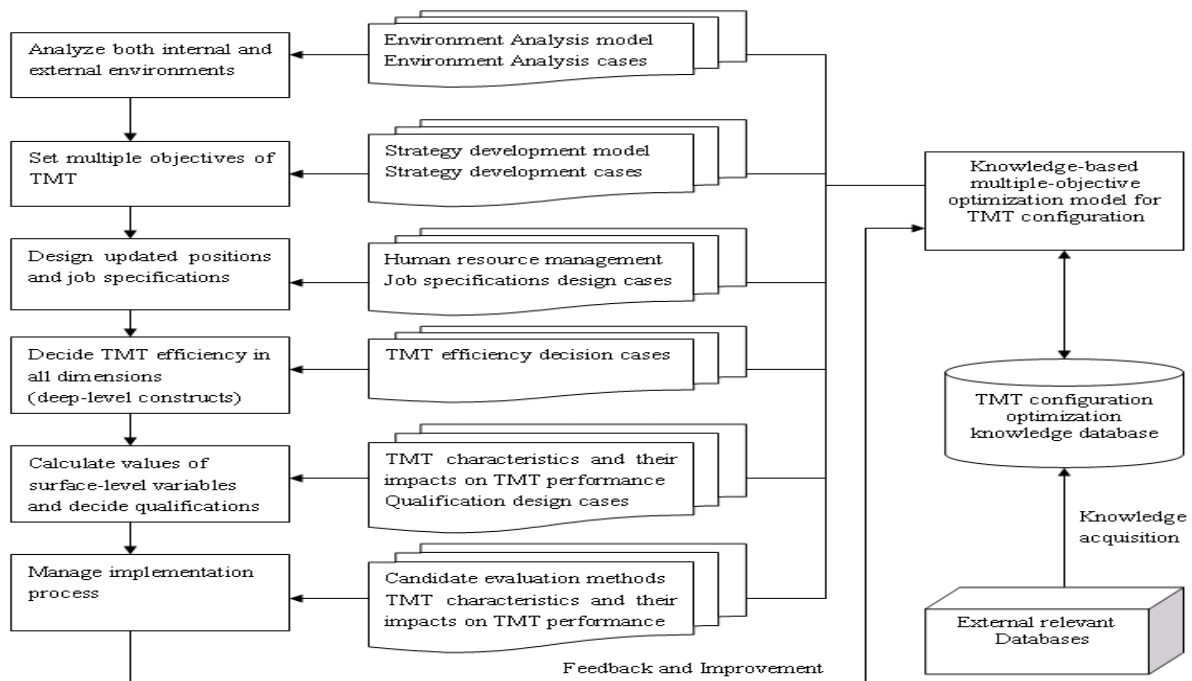 Analyze both internal and
external environments
Environment Analysis model
Environment Analysis cases
Set multiple objectives of
TMT
Strategy development model
Strategy development cases
Knowledge-based
multiple-objective
optimization model for
TMT configuration
Design updated positions
and job specifications
Human resource management
Job specifications design cases
Decide TMT efficiency in
all dimensions
(deep-level constructs)
TMT efficiency decision cases
TMT configuration
optimization
knowledge database
Calculate values of
surface-level variables
and decide qualifications
TMT characteristics and their
impacts on TMT performance
Qualification design cases
Knowledge
acquisition
Manage implementation
process
Candidate evaluation methods
TMT characteristics and their
impacts on TMT performance
External relevant
Databases
Feedback and Improvement